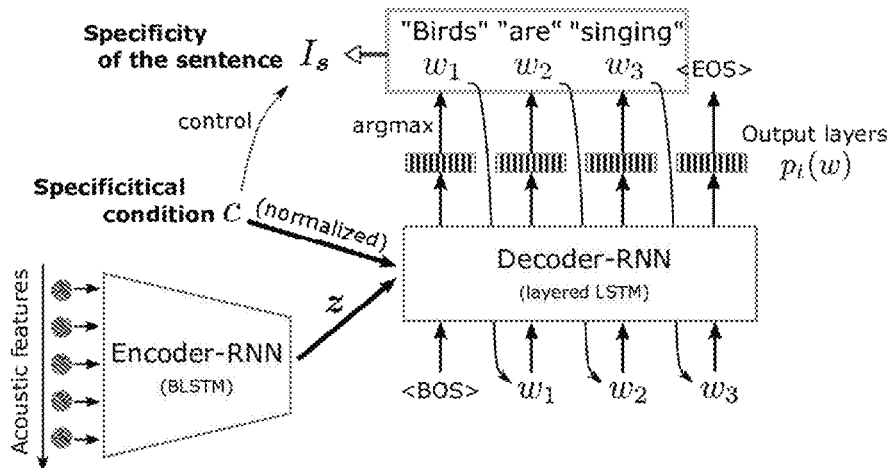 Specificity
of the sentence I_s
"Birds" "are" "singing"
w_1 w_2 w_3 <EOS>
control
argmax
Output layers
p_t(w)
Specificitical
condition c (normalized)
Decoder-RNN
(layered LSTM)
z
Acoustic features
Encoder-RNN
(BLSTM)
<BOS> w_1 w_2 w_3